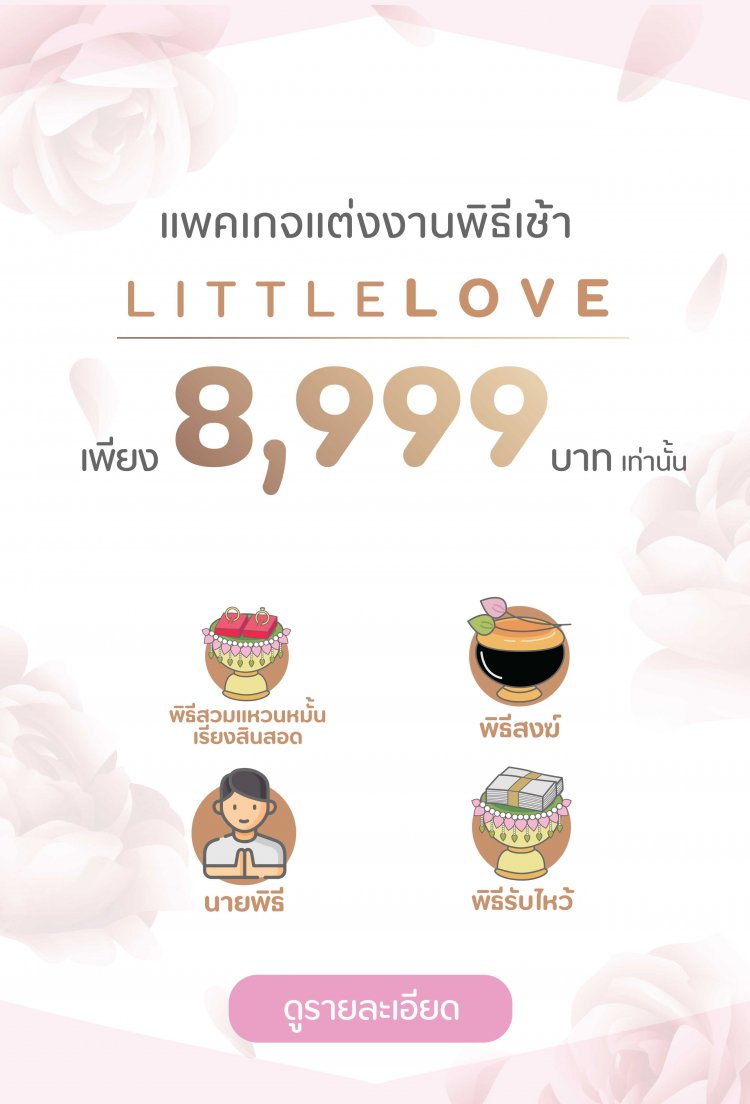 แพคเกจแต่งงานพิธีเช้า
LITTLELOVE
เพียง 8,999 บาท เท่านั้น
พิธีสวมแหวนหมั้น
เรียงสินสอด
พิธีสงฆ์
นายพิธี
พิธีรับไหว้
ดูรายละเอียด